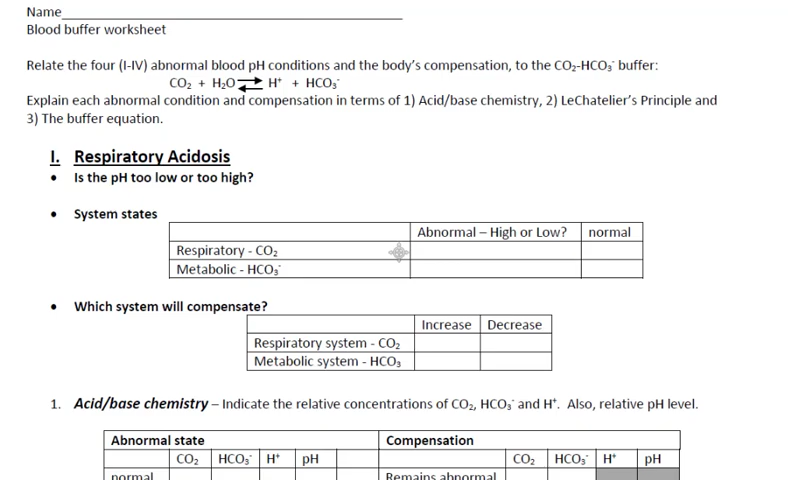 Name
Blood buffer worksheet
Relate the four (I-IV) abnormal blood pH conditions and the body's compensation, to the CO₂-HCO₃⁻ buffer:
CO₂ + H₂O ⇌ H⁺ + HCO₃⁻
Explain each abnormal condition and compensation in terms of 1) Acid/base chemistry, 2) LeChatelier's Principle and
3) The buffer equation.
I. Respiratory Acidosis
• Is the pH too low or too high?
• System states
Abnormal – High or Low? normal
Respiratory - CO₂
Metabolic - HCO₃⁻
• Which system will compensate?
Increase Decrease
Respiratory system - CO₂
Metabolic system - HCO₃
1. Acid/base chemistry – Indicate the relative concentrations of CO₂, HCO₃⁻ and H⁺. Also, relative pH level.
Abnormal state Compensation
CO₂ HCO₃⁻ H⁺ pH CO₂ HCO₃⁻ H⁺ pH
normal Remains abnormal